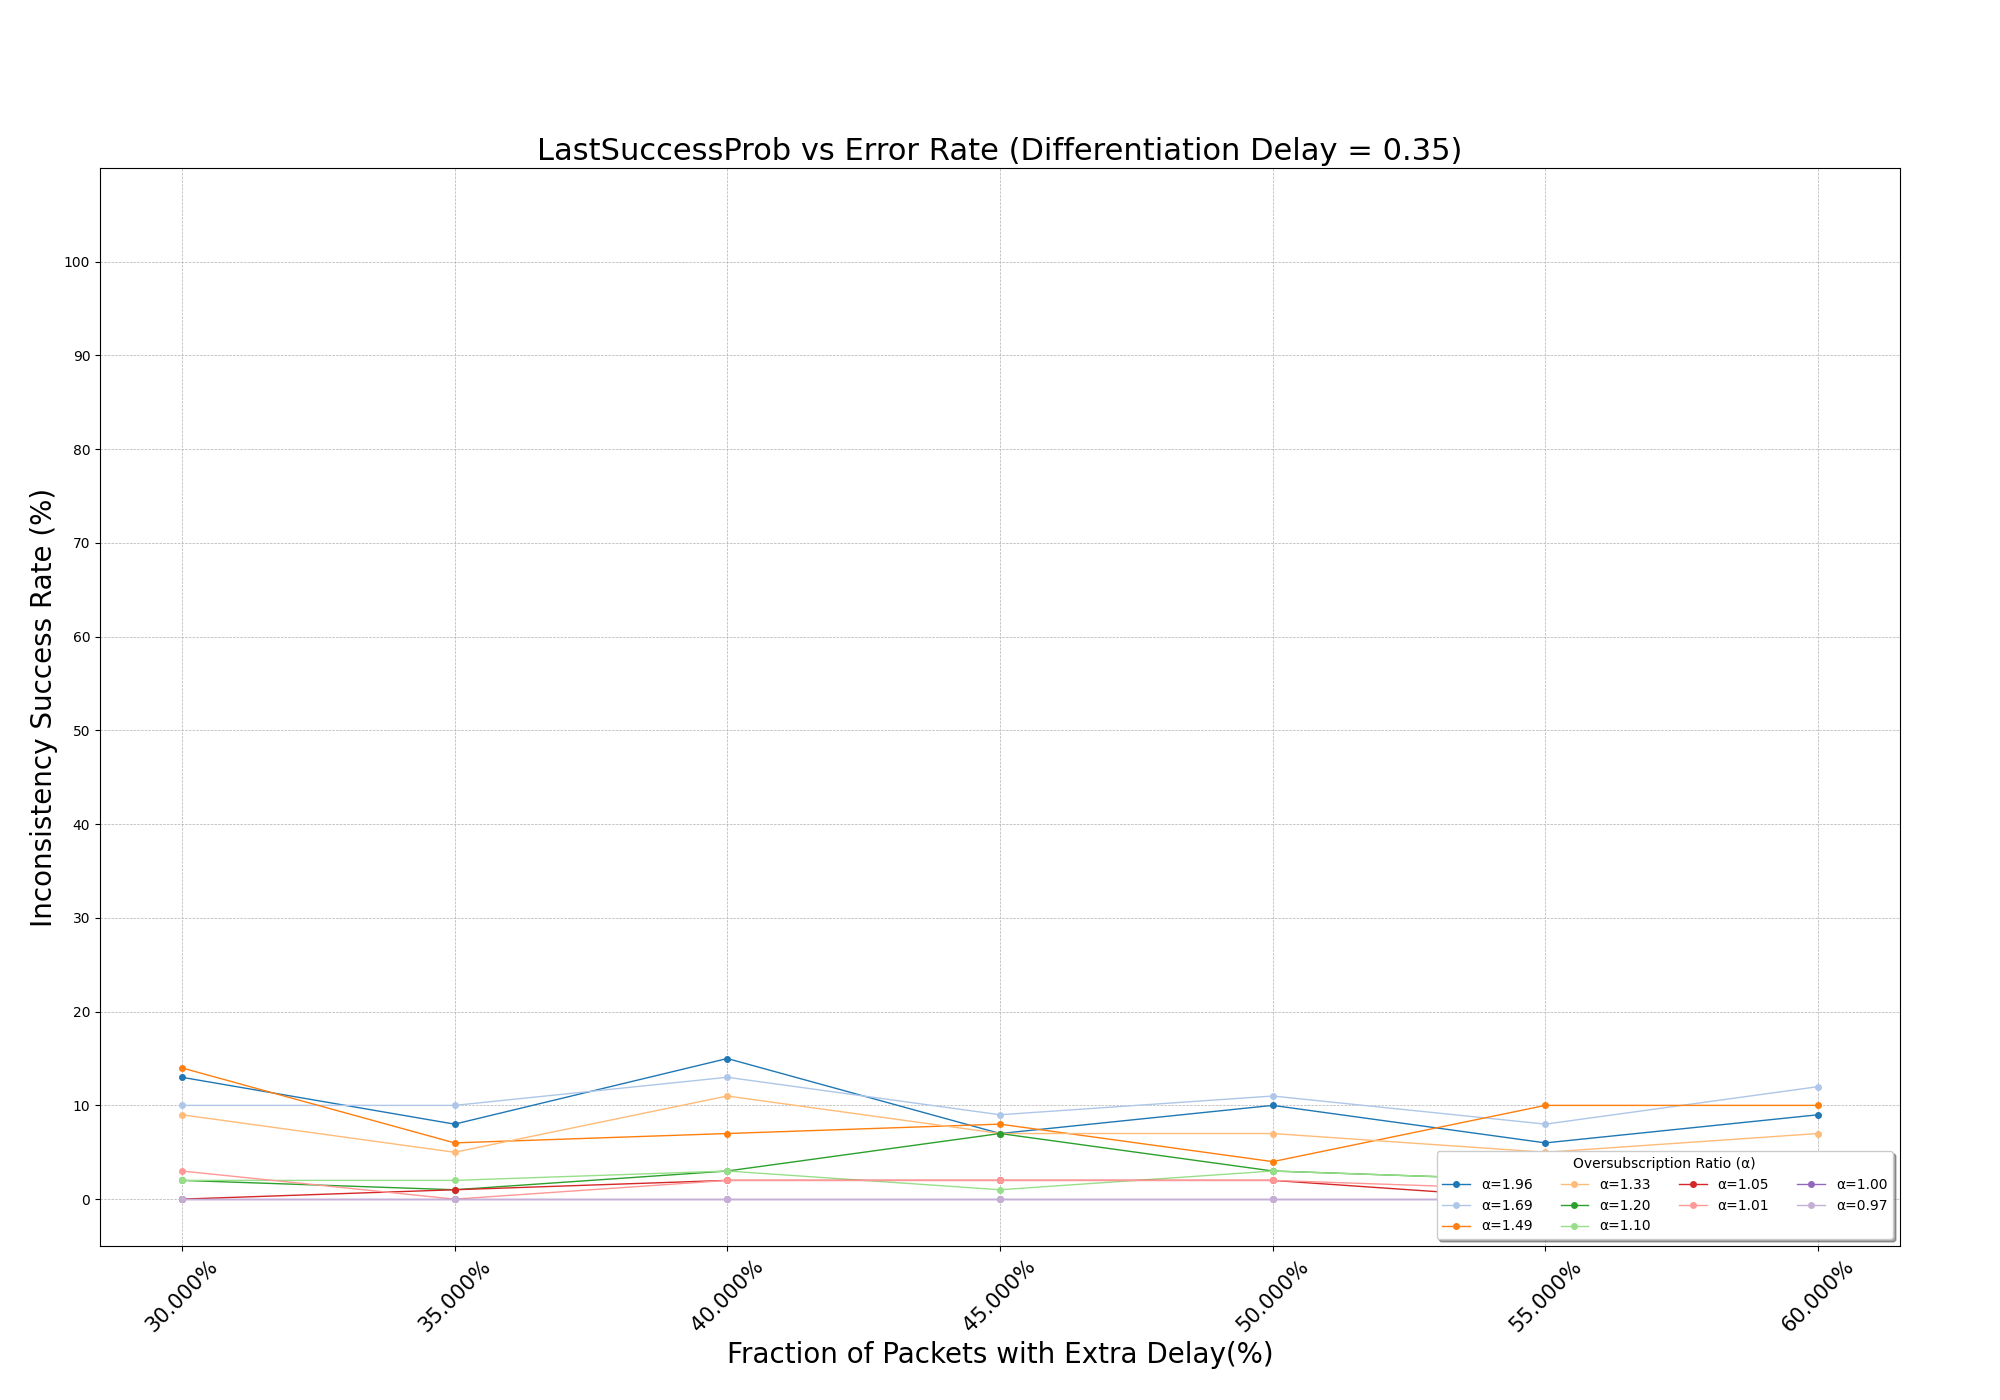 LastSuccessProb vs Error Rate (Differentiation Delay = 0.35)
Inconsistency Success Rate (%)
100
90
80
70
60
50
40
30
20
10
0
Oversubscription Ratio (α)
α=1.96 α=1.33 α=1.05 α=1.00
α=1.69 α=1.20 α=1.01 α=0.97
α=1.49 α=1.10
30.000% 35.000% 40.000% 45.000% 50.000% 55.000% 60.000%
Fraction of Packets with Extra Delay(%)